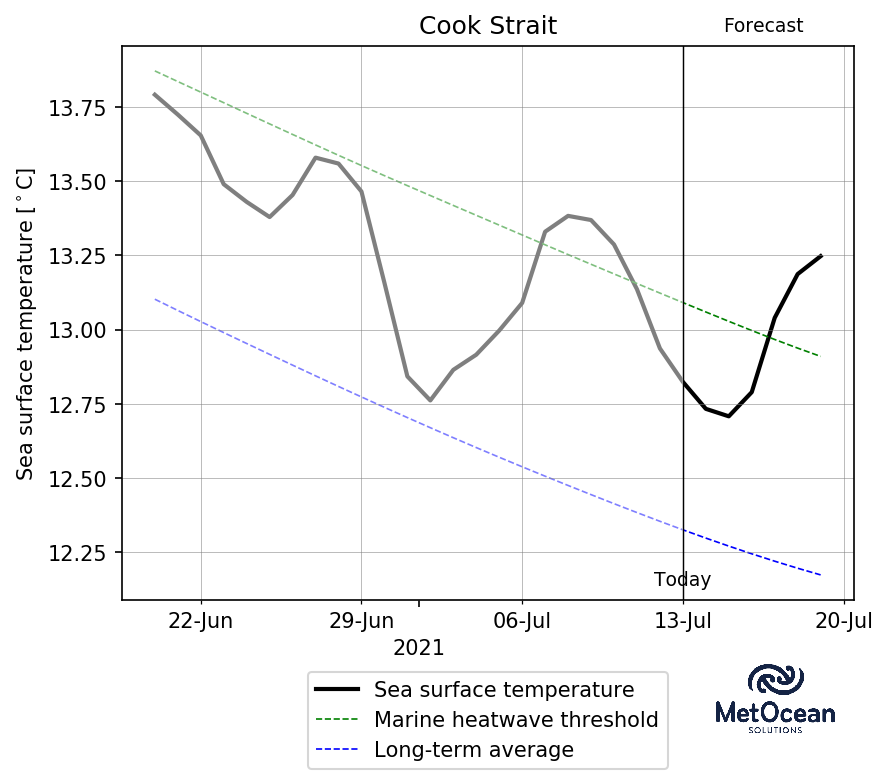 Cook Strait
Forecast
Sea surface temperature [°C]
13.75
13.50
13.25
13.00
12.75
12.50
12.25
Today
22-Jun 29-Jun 06-Jul 13-Jul 20-Jul
2021
Sea surface temperature
Marine heatwave threshold
Long-term average
MetOcean
SOLUTIONS